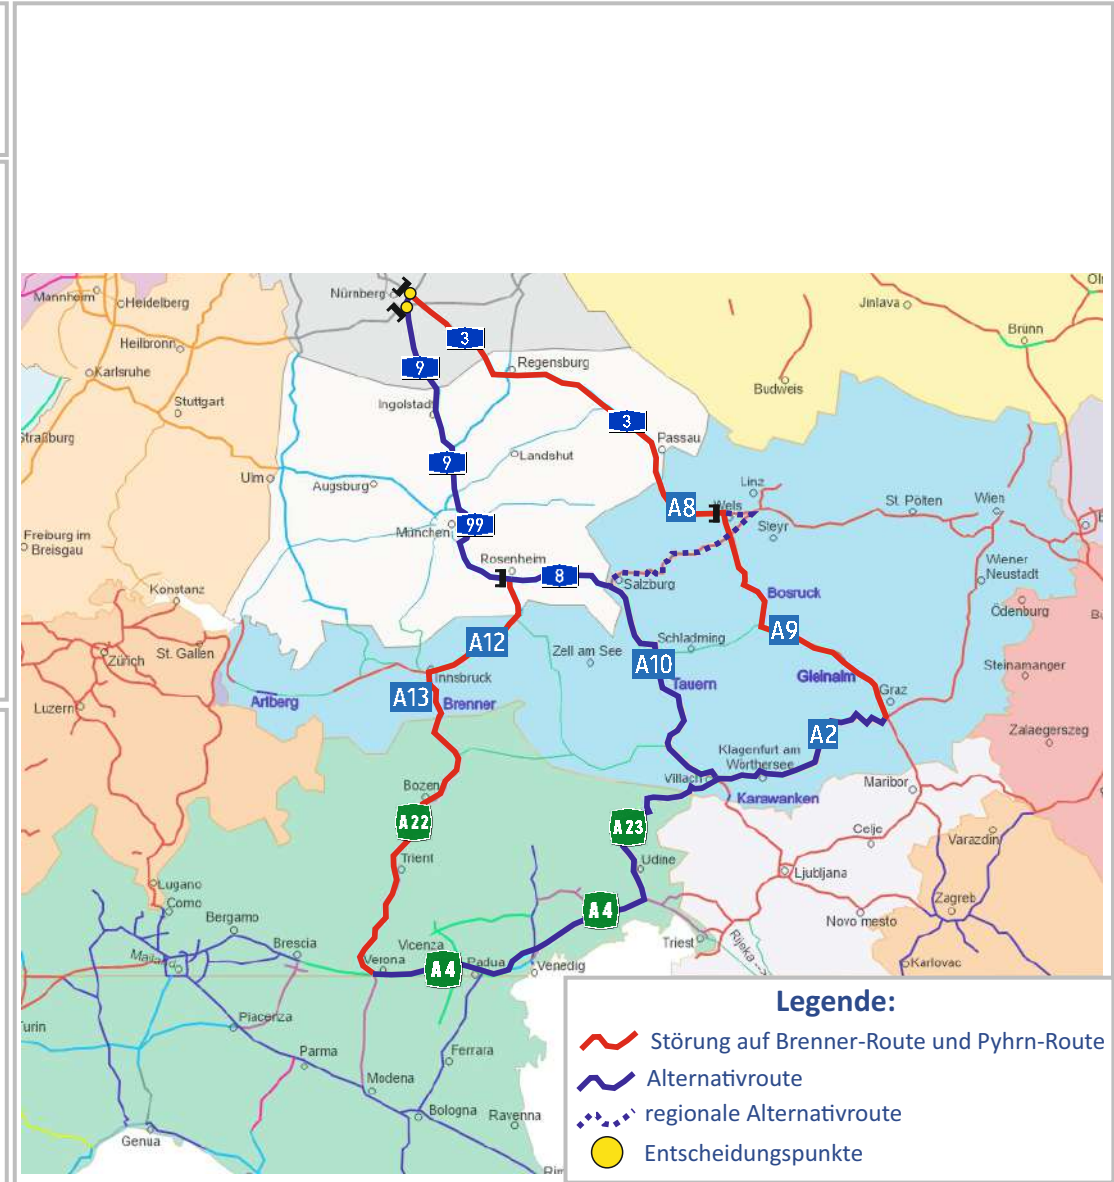 Mannheim
Heidelberg
Nürnberg
Jinlava
Brünn
Heilbronn
3
Karlsruhe
9
Regensburg
Budweis
Stuttgart
Ingolstadt
3
Straßburg
Passau
Landshut
9
Ulm
Augsburg
Linz
A8
Wels
St. Pölten
Wien
München
99
Steyr
Freiburg im
Breisgau
Rosenheim
8
Wiener
Neustadt
Konstanz
Salzburg
Bosruck
Ödenburg
A12
Schladming
A9
Zürich
St. Gallen
Zell am See
A10
Steinamanger
Innsbruck
Tauern
Gleinalm
Luzern
Arlberg
A13
Brenner
Graz
A2
Zalaegerszeg
Klagenfurt am
Wörthersee
Villach
Maribor
Bozen
Karawanken
A22
A23
Celje
Varazdin
Trient
Udine
Ljubljana
Lugano
Como
Zagreb
Bergamo
A4
Novo mesto
Brescia
Vicenza
Triest
Rijeka -->
Mailand
Verona
A4
Padua
Venedig
Karlovac
Piacenza
Turin
Parma
Ferrara
Modena
Bologna
Ravenna
Genua
Legende:
Störung auf Brenner-Route und Pyhrn-Route
Alternativroute
regionale Alternativroute
Entscheidungspunkte